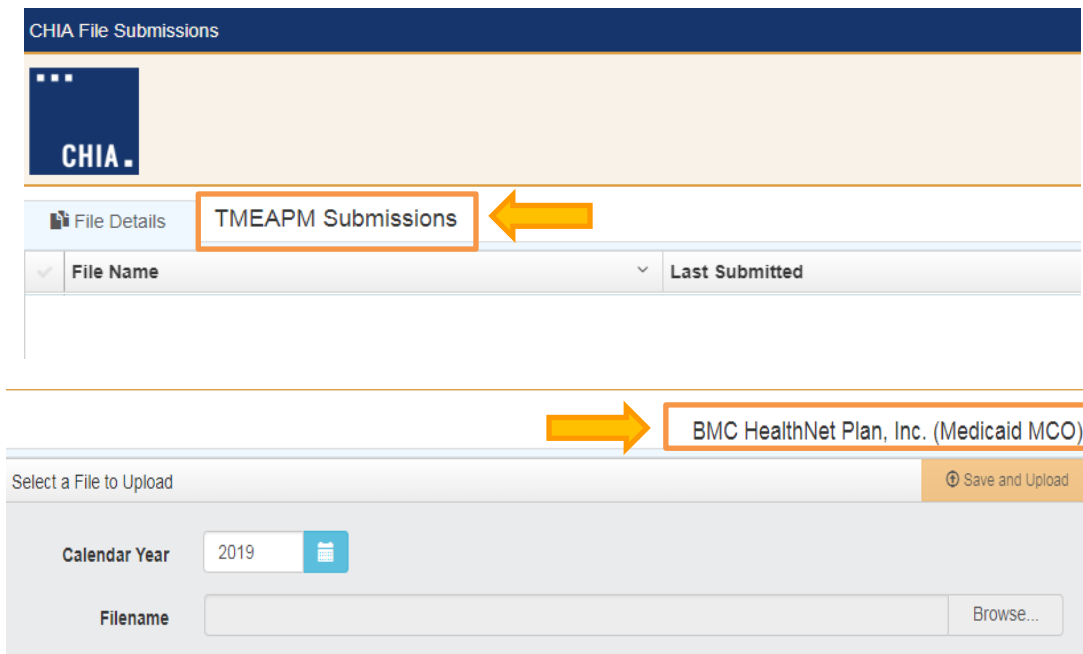 CHIA File Submissions
CHIA.
File Details
TMEAPM Submissions
File Name
Last Submitted
BMC HealthNet Plan, Inc. (Medicaid MCO)
Select a File to Upload
Save and Upload
Calendar Year
2019
Filename
Browse...